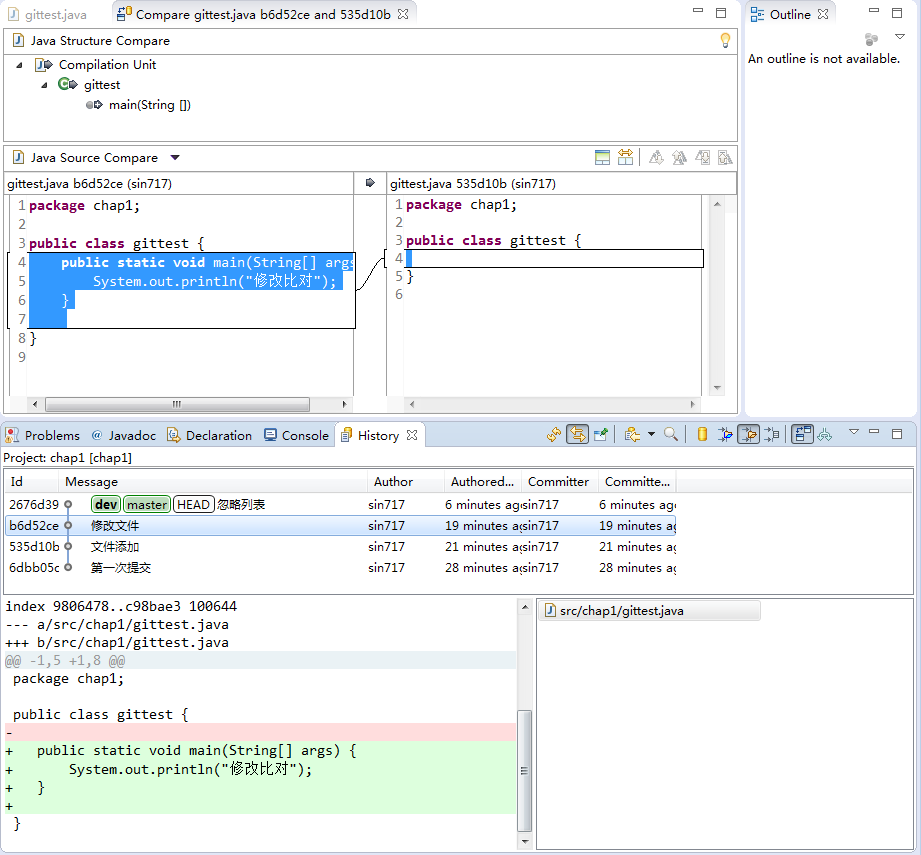 gittest.java
Compare gittest.java b6d52ce and 535d10b
Outline
An outline is not available.
Java Structure Compare
Compilation Unit
gittest
main(String [])
Java Source Compare
gittest.java b6d52ce (sin717)
gittest.java 535d10b (sin717)
1 package chap1;
2
3 public class gittest {
4     public static void main(String[] args
5         System.out.println("修改比对");
6     }
7
8 }
9
1 package chap1;
2
3 public class gittest {
4
5 }
6
Problems @ Javadoc Declaration Console History
Project: chap1 [chap1]
Id Message Author Authored... Committer Committe...
2676d39 dev master HEAD 忽略列表 sin717 6 minutes ago sin717 6 minutes ago
b6d52ce 修改文件 sin717 19 minutes ag sin717 19 minutes ag
535d10b 文件添加 sin717 21 minutes ag sin717 21 minutes ag
6dbb05c 第一次提交 sin717 28 minutes ag sin717 28 minutes ag
index 9806478..c98bae3 100644
--- a/src/chap1/gittest.java
+++ b/src/chap1/gittest.java
@@ -1,5 +1,8 @@
 package chap1;
 public class gittest {
-
+   public static void main(String[] args) {
+       System.out.println("修改比对");
+   }
+
 }
src/chap1/gittest.java